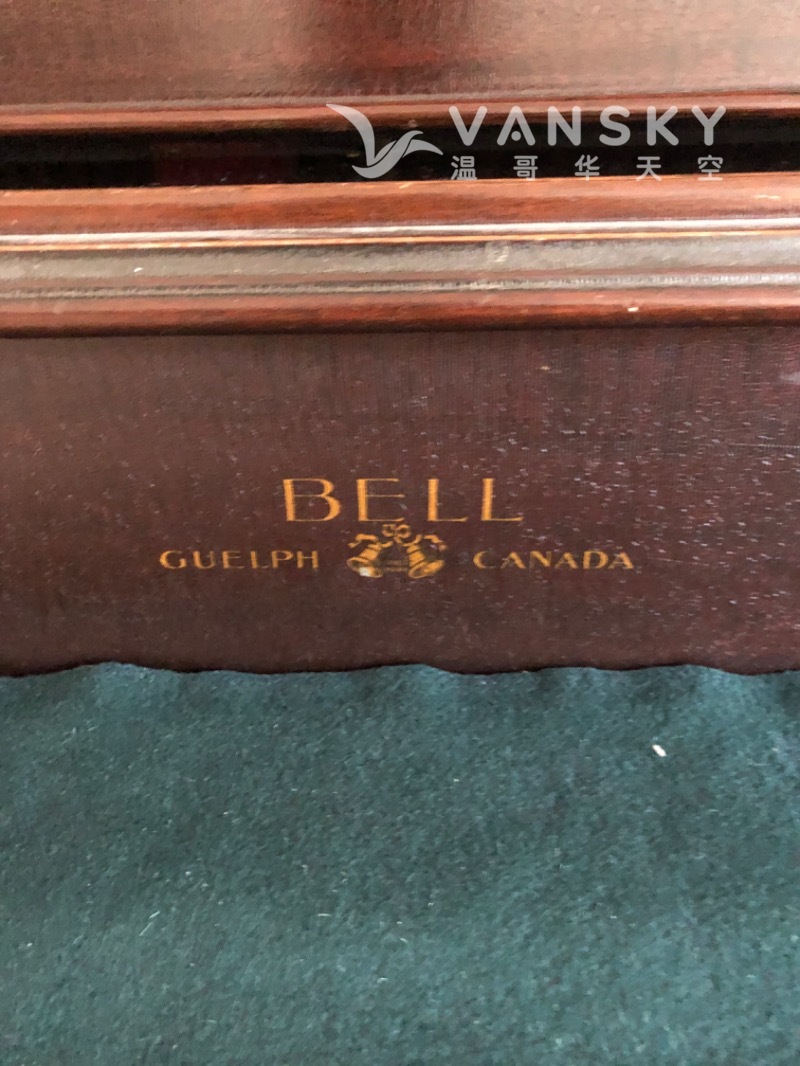 VANSKY
温哥华天空
BELL
GUELPH CANADA